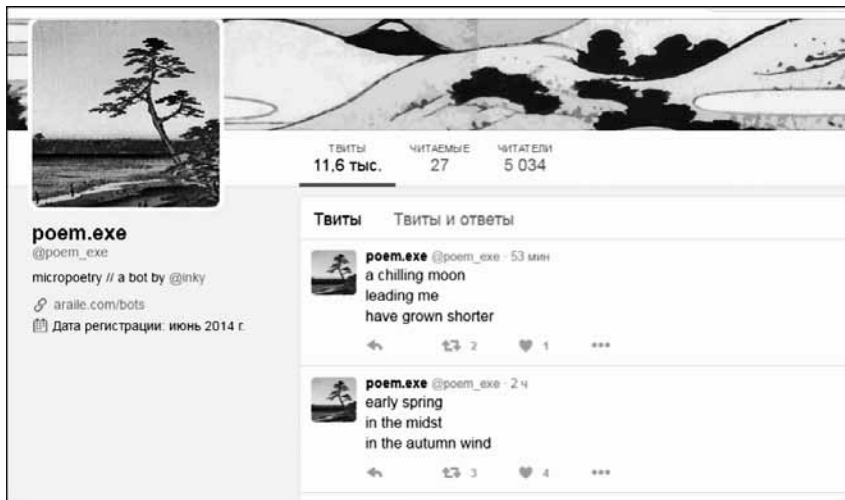 ТВИТЫ ЧИТАЕМЫЕ ЧИТАТЕЛИ
11,6 тыс. 27 5 034
poem.exe
@poem_exe
micropoetry // a bot by @inky
araile.com/bots
Дата регистрации: июнь 2014 г.
Твиты Твиты и ответы
poem.exe @poem_exe · 53 мин
a chilling moon
leading me
have grown shorter
2 1
poem.exe @poem_exe · 2 ч
early spring
in the midst
in the autumn wind
3 4